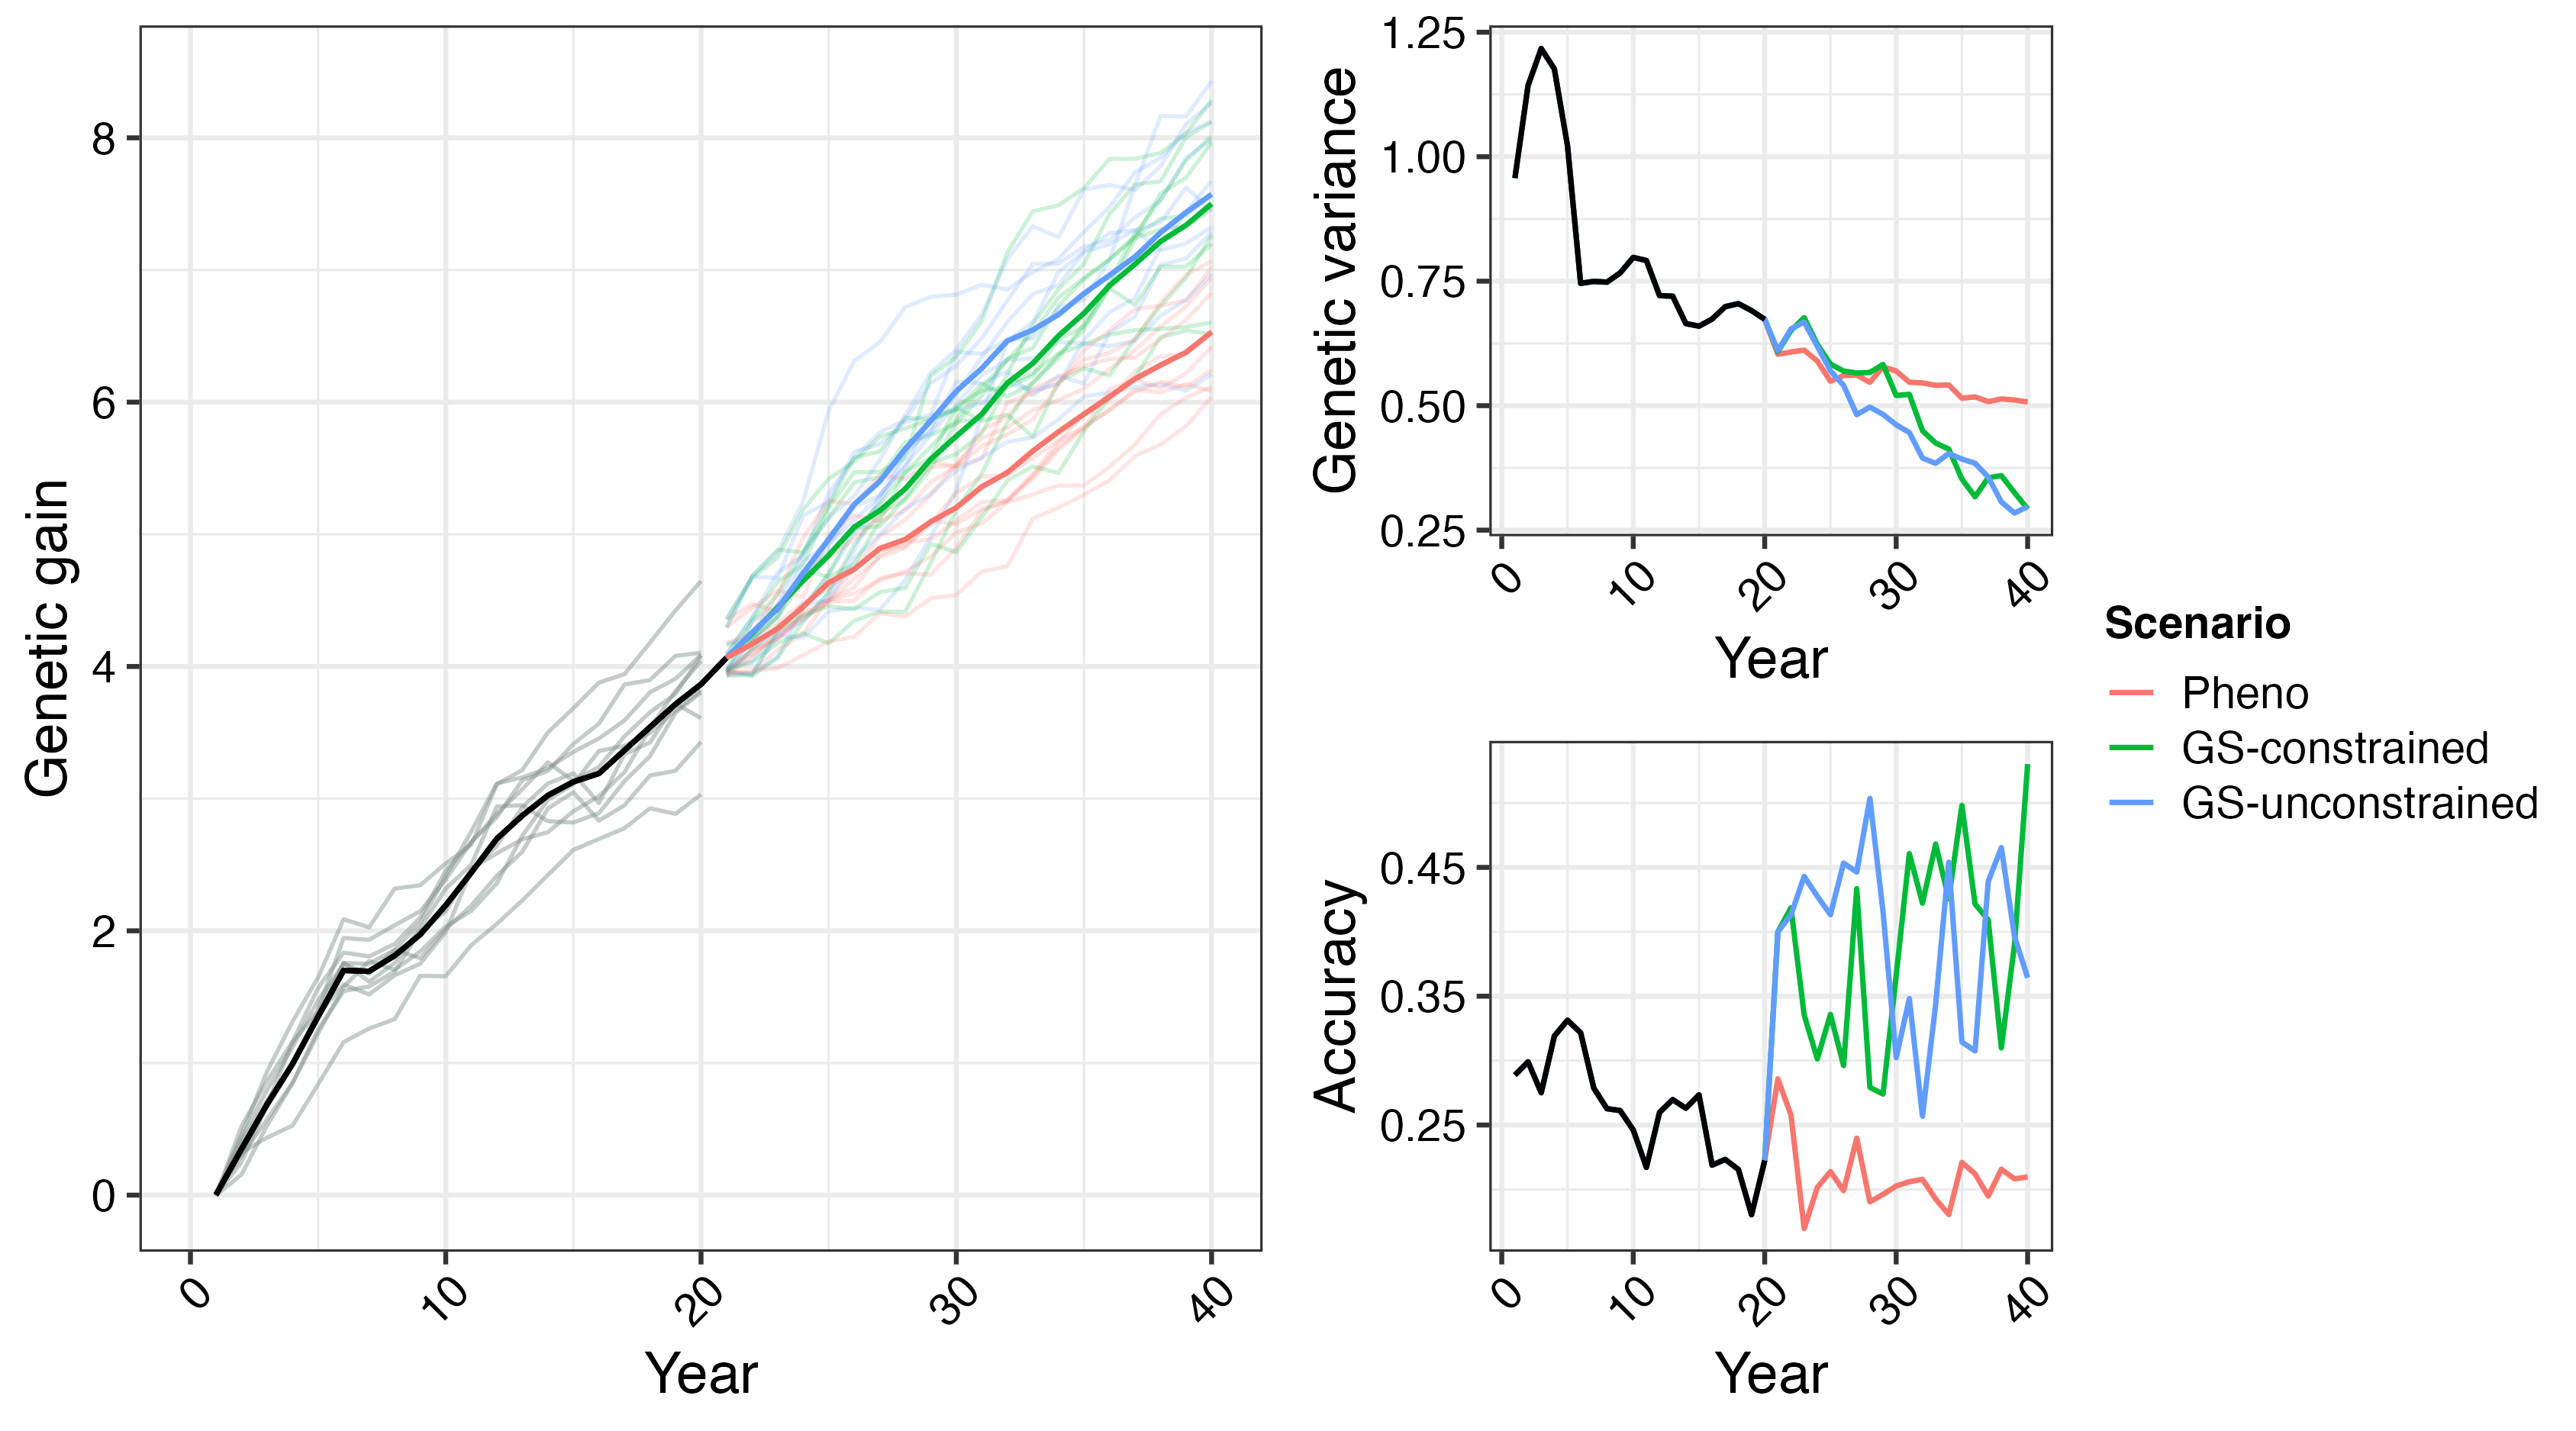 Genetic gain
8
6
4
2
0
0 10 20 30 40
Year
Genetic variance
1.25
1.00
0.75
0.50
0.25
0 10 20 30 40
Year
Accuracy
0.45
0.35
0.25
0 10 20 30 40
Year
Scenario
Pheno
GS-constrained
GS-unconstrained